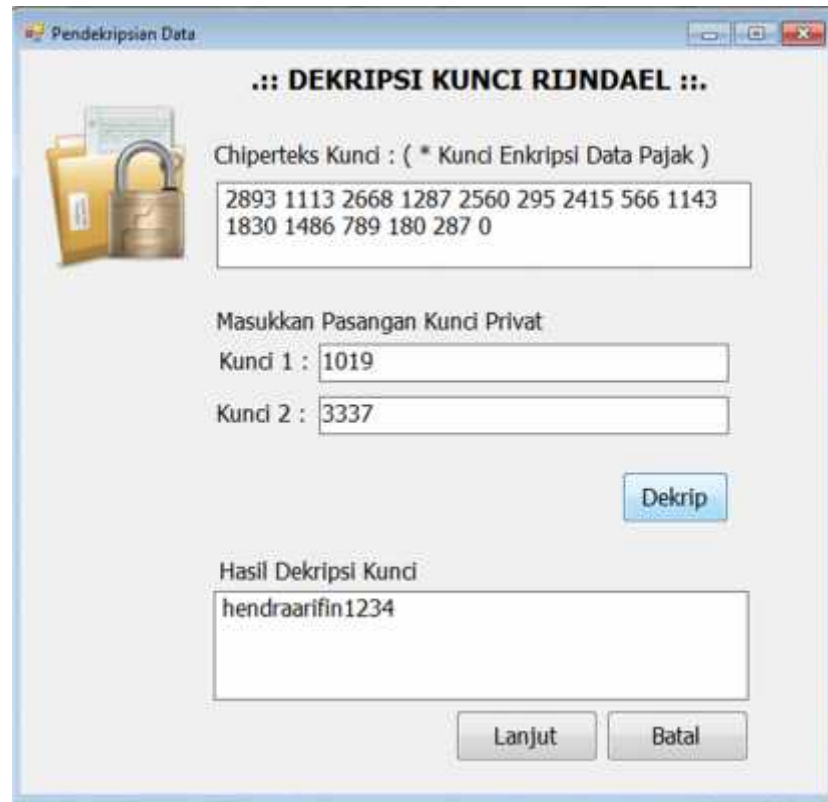 Pendekripsian Data
.:: DEKRIPSI KUNCI RIJNDAEL ::.
Chiperteks Kunci : ( * Kunci Enkripsi Data Pajak )
2893 1113 2668 1287 2560 295 2415 566 1143
1830 1486 789 180 287 0
Masukkan Pasangan Kunci Privat
Kunci 1 : 1019
Kunci 2 : 3337
Dekrip
Hasil Dekripsi Kunci
hendraarifin1234
Lanjut Batal